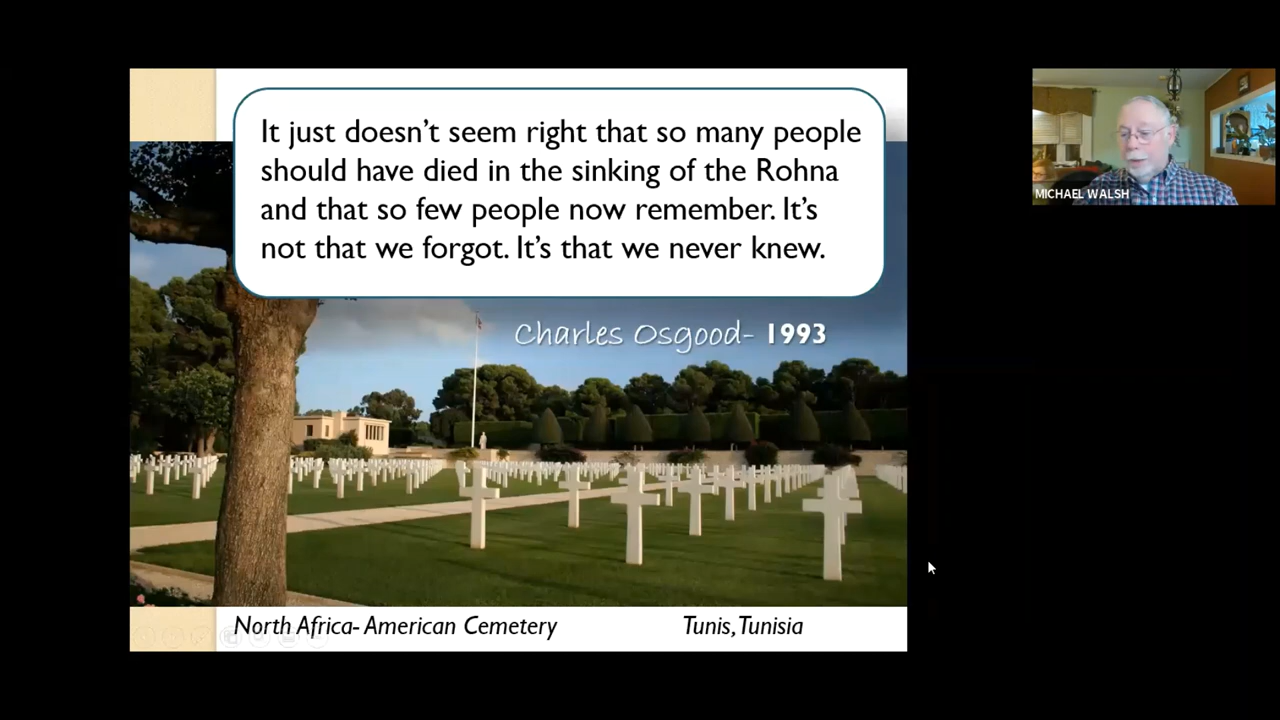 It just doesn't seem right that so many people
should have died in the sinking of the Rohna
and that so few people now remember. It's
not that we forgot. It's that we never knew.
Charles Osgood- 1993
North Africa- American Cemetery Tunis, Tunisia
MICHAEL WALSH